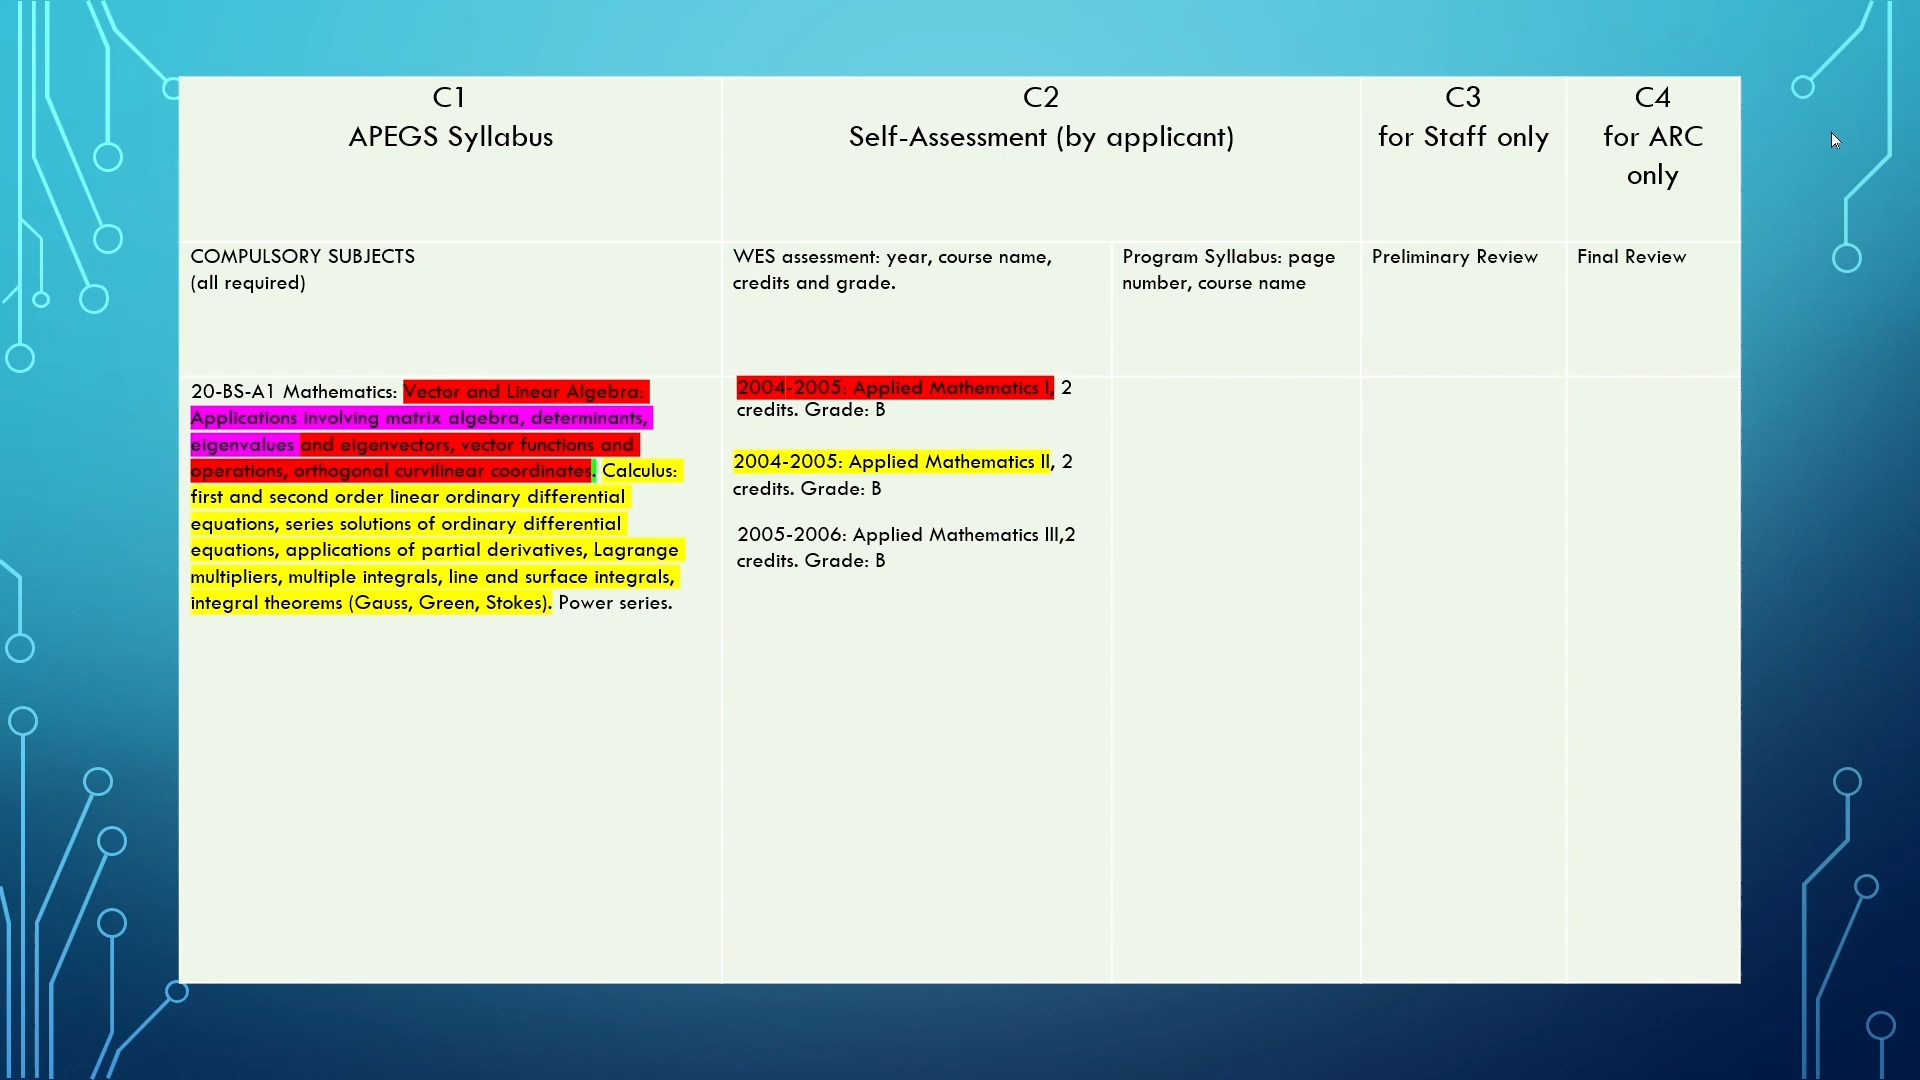 C1
APEGS Syllabus
C2
Self-Assessment (by applicant)
C3
for Staff only
C4
for ARC
only
COMPULSORY SUBJECTS
(all required)
WES assessment: year, course name,
credits and grade.
Program Syllabus: page
number, course name
Preliminary Review
Final Review
20-BS-A1 Mathematics: Vector and Linear Algebra:
Applications involving matrix algebra, determinants,
eigenvalues and eigenvectors, vector functions and
operations, orthogonal curvilinear coordinates. Calculus:
first and second order linear ordinary differential
equations, series solutions of ordinary differential
equations, applications of partial derivatives, Lagrange
multipliers, multiple integrals, line and surface integrals,
integral theorems (Gauss, Green, Stokes). Power series.
2004-2005: Applied Mathematics I, 2
credits. Grade: B
2004-2005: Applied Mathematics II, 2
credits. Grade: B
2005-2006: Applied Mathematics III,2
credits. Grade: B